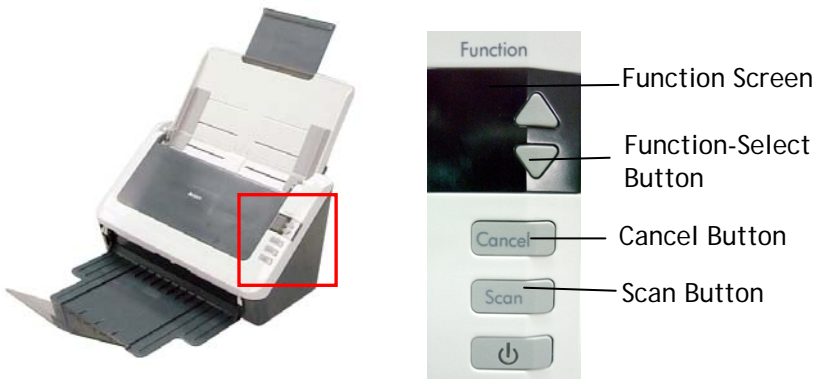 Function
Function Screen
Function-Select
Button
Cancel
Cancel Button
Scan
Scan Button